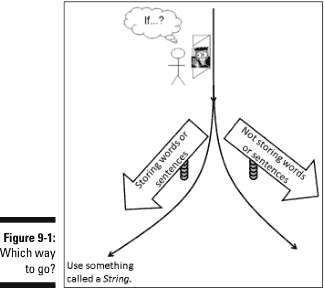 If...?
Storing words or
sentences
Not storing words
or sentences
Figure 9-1:
Which way
to go?
Use something
called a String.